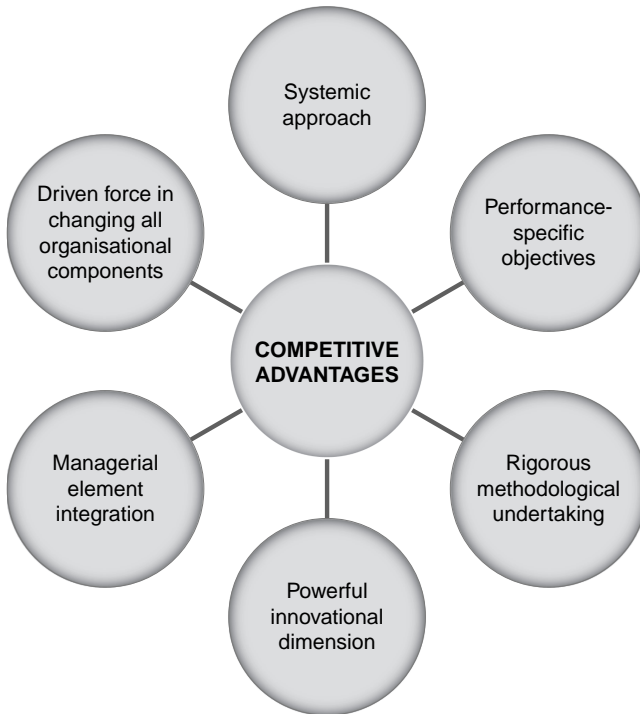 Systemic
approach
Driven force in
changing all
organisational
components
Performance-
specific
objectives
COMPETITIVE
ADVANTAGES
Managerial
element
integration
Rigorous
methodological
undertaking
Powerful
innovational
dimension